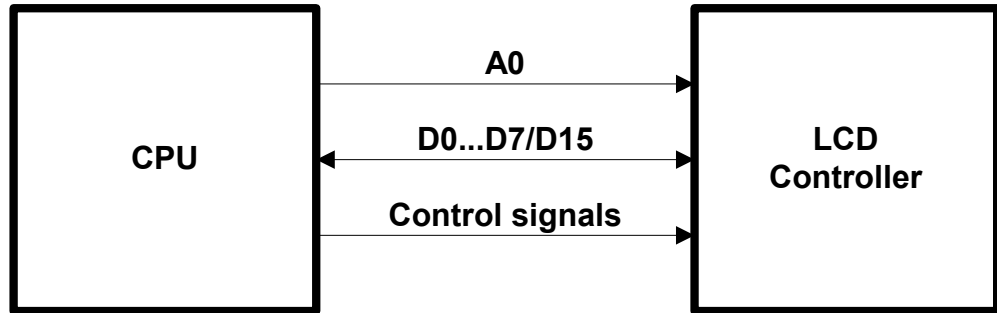 CPU
A0
D0...D7/D15
Control signals
LCD
Controller